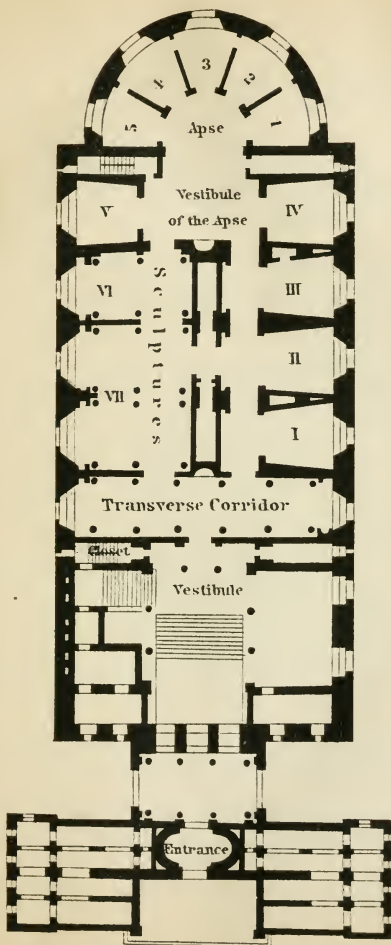 3
4
2
5
1
Apse
Vestibule
of the Apse
V
IV
Sculptures
VI
III
II
VII
I
Transverse Corridor
Closet
Vestibule
Entrance